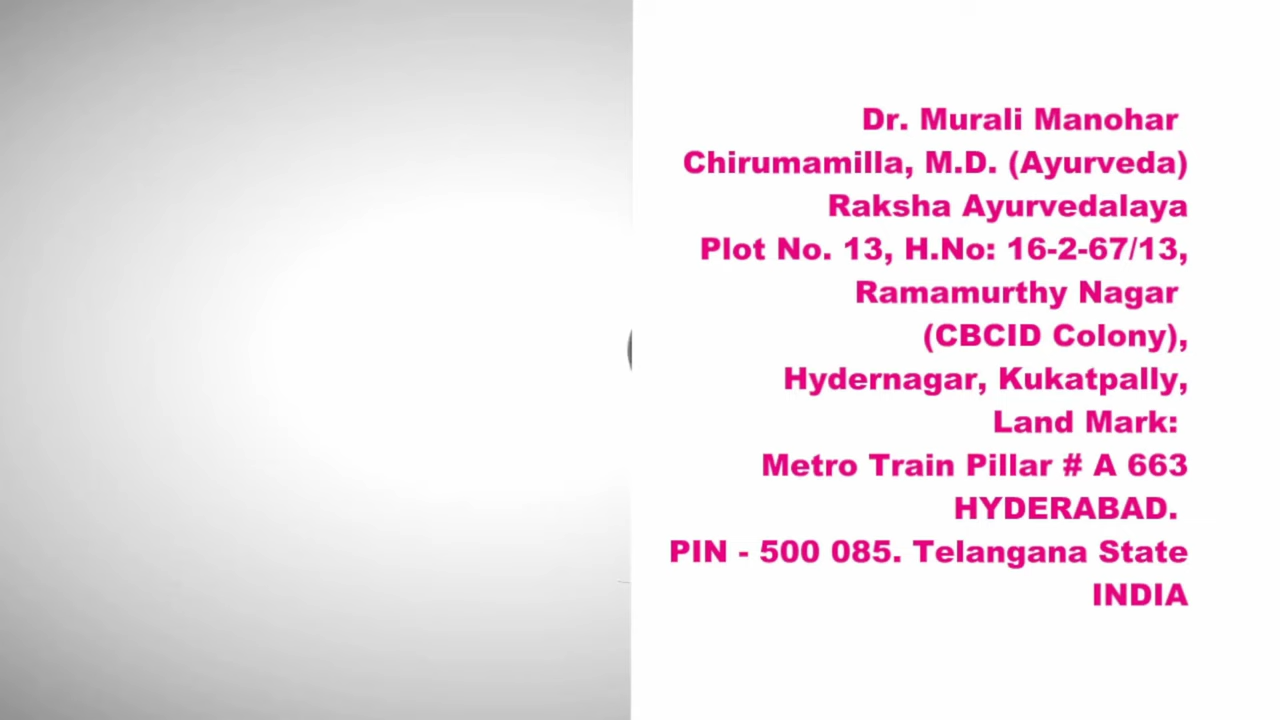 Dr. Murali Manohar
Chirumamilla, M.D. (Ayurveda)
Raksha Ayurvedalaya
Plot No. 13, H.No: 16-2-67/13,
Ramamurthy Nagar
(CBCID Colony),
Hydernagar, Kukatpally,
Land Mark:
Metro Train Pillar # A 663
HYDERABAD.
PIN - 500 085. Telangana State
INDIA